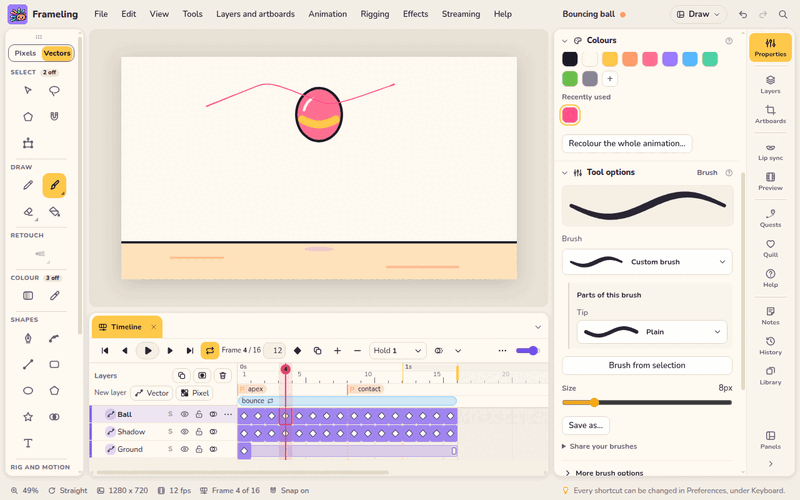 Frameling File Edit View Tools Layers and artboards Animation Rigging Effects Streaming Help Bouncing ball Draw
Pixels Vectors
SELECT 2 off
DRAW
RETOUCH
COLOUR 3 off
SHAPES
RIG AND MOTION
Timeline
Frame 4 / 16 12 Hold 1
Layers
New layer Vector Pixel
0s 1s
1 4 5 10 15 20
apex contact
bounce
Ball S
Shadow S
Ground S
Colours
Recently used
Recolour the whole animation...
Tool options Brush
Brush
Custom brush
Parts of this brush
Tip
Plain
Brush from selection
Size 8px
Save as...
Share your brushes
More brush options
Properties
Layers
Artboards
Lip sync
Preview
Quests
Quill
Help
Notes
History
Library
Panels
49% Straight 1280 x 720 12 fps Frame 4 of 16 Snap on Every shortcut can be changed in Preferences, under Keyboard.